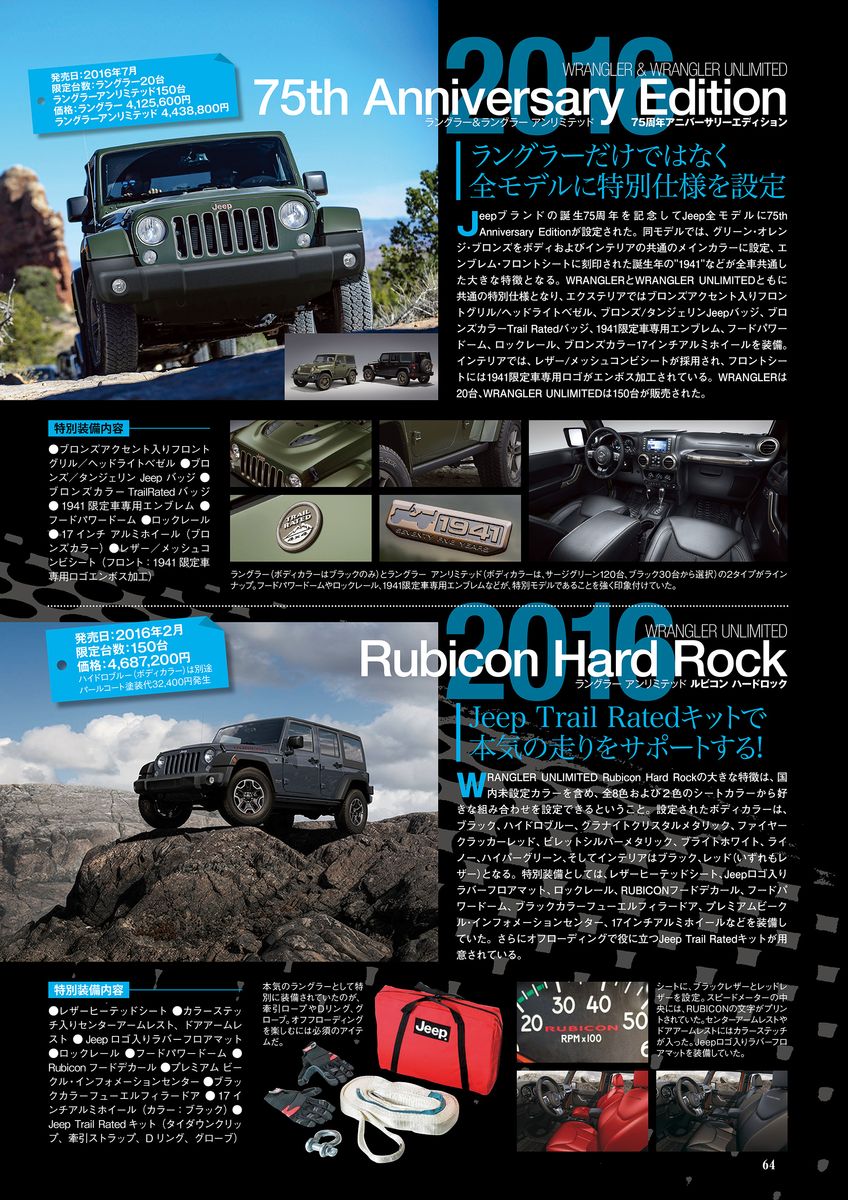 発売日：2016年7月
限定台数：ラングラー20台
ラングラーアンリミテッド150台
価格：ラングラー 4,125,600円
ラングラーアンリミテッド 4,438,800円
2016
WRANGLER & WRANGLER UNLIMITED
75th Anniversary Edition
ラングラー&ラングラー アンリミテッド 75周年アニバーサリーエディション
ラングラーだけではなく
全モデルに特別仕様を設定
Jeepブランドの誕生75周年を記念してJeep全モデルに75th
Anniversary Editionが設定された。同モデルでは、グリーン・オレン
ジ・ブロンズをボディおよびインテリアの共通のメインカラーに設定、エ
ンブレム・フロントシートに刻印された誕生年の"1941"などが全車共通し
た大きな特徴となる。WRANGLERとWRANGLER UNLIMITEDともに
共通の特別仕様となり、エクステリアではブロンズアクセント入りフロン
トグリル/ヘッドライトベゼル、ブロンズ/タンジェリンJeepバッジ、ブロ
ンズカラーTrail Ratedバッジ、1941限定車専用エンブレム、フードパワー
ドーム、ロックレール、ブロンズカラー17インチアルミホイールを装備。
インテリアでは、レザー/メッシュコンビシートが採用され、フロントシー
トには1941限定車専用ロゴがエンボス加工されている。WRANGLERは
20台、WRANGLER UNLIMITEDは150台が販売された。
Jeep
特別装備内容
●ブロンズアクセント入りフロント
グリル／ヘッドライトベゼル ●ブロ
ンズ／タンジェリン Jeep バッジ ●
ブロンズカラー TrailRated バッジ
●1941 限定車専用エンブレム ●
フードパワードーム ●ロックレール
●17 インチ アルミホイール（ブロ
ンズカラー）●レザー／メッシュコ
ンビシート（フロント：1941 限定車
専用ロゴエンボス加工）
TRAIL
RATED
1941
SEVENTY FIVE YEARS
ラングラー（ボディカラーはブラックのみ）とラングラー アンリミテッド（ボディカラーは、サージグリーン120台、ブラック30台から選択）の2タイプがライン
ナップ。フードパワードームやロックレール、1941限定車専用エンブレムなどが、特別モデルであることを強く印象付けていた。
発売日：2016年2月
限定台数：150台
価格：4,687,200円
ハイドロブルー（ボディカラー）は別途
パールコート塗装代32,400円発生
2016
WRANGLER UNLIMITED
Rubicon Hard Rock
ラングラー アンリミテッド ルビコン ハードロック
Jeep Trail Ratedキットで
本気の走りをサポートする!
WRANGLER UNLIMITED Rubicon Hard Rockの大きな特徴は、国
内未設定カラーを含め、全8色および2色のシートカラーから好
きな組み合わせを設定できるということ。設定されたボディカラーは、
ブラック、ハイドロブルー、グラナイトクリスタルメタリック、ファイヤー
クラッカーレッド、ビレットシルバーメタリック、ブライトホワイト、ライ
ノー、ハイパーグリーン、そしてインテリアはブラック、レッド（いずれもレ
ザー）となる。特別装備としては、レザーヒーテッドシート、Jeepロゴ入り
ラバーフロアマット、ロックレール、RUBICONフードデカール、フードパ
ワードーム、ブラックカラーフューエルフィラードア、プレミアムビーク
ル・インフォメーションセンター、17インチアルミホイールなどを装備し
ていた。さらにオフローディングで役に立つJeep Trail Ratedキットが用
意されている。
特別装備内容
●レザーヒーテッドシート ●カラーステッ
チ入りセンターアームレスト、ドアアームレ
スト ●Jeep ロゴ入りラバーフロアマット
●ロックレール ●フードパワードーム ●
Rubicon フードデカール ●プレミアム ビー
クル・インフォメーションセンター ●ブラッ
クカラーフューエルフィラードア ●17 イ
ンチアルミホイール（カラー：ブラック）●
Jeep Trail Rated キット（タイダウンクリッ
プ、牽引ストラップ、D リング、グローブ）
本気のラングラーとして特
別に装備されていたのが、
牽引ロープやDリング、グ
ローブ。オフローディング
を楽しむには必須のアイテ
ムだ。
Jeep
20 30 40 50 60
RUBICON
RPM×100
シートに、ブラックレザーとレッドレ
ザーを設定。スピードメーターの中
央には、RUBICONの文字がプリン
トされていた。センターアームレストや
ドアアームレストにはカラーステッチ
が入った。Jeepロゴ入りラバーフロ
アマットを装備していた。
64